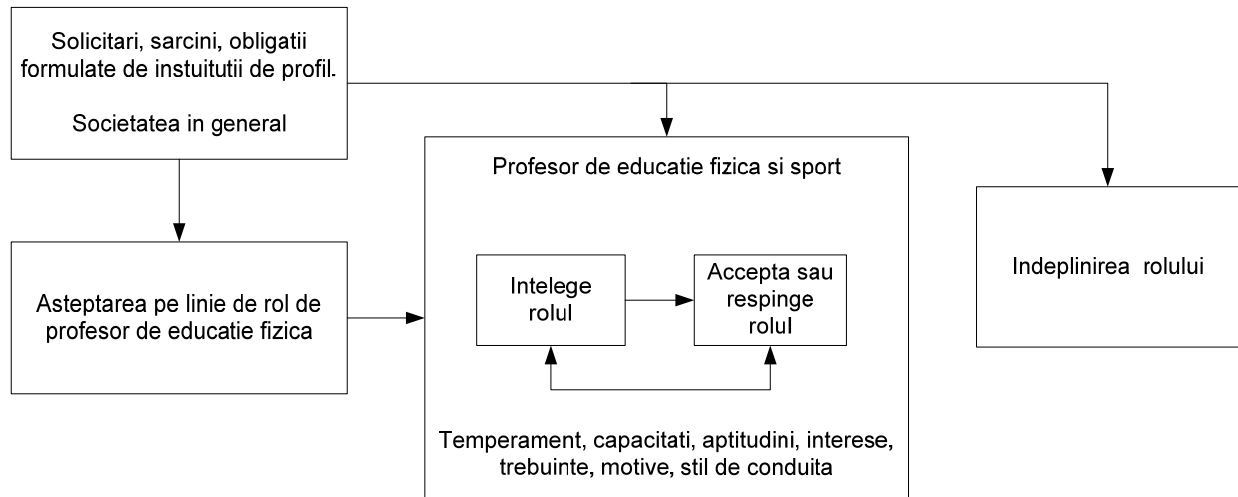 Solicitari, sarcini, obligatii
formulate de instuitutii de profil.
Societatea in general
Asteptarea pe linie de rol de
profesor de educatie fizica
Profesor de educatie fizica si sport
Intelege
rolul
Accepta sau
respinge
rolul
Temperament, capacitati, aptitudini, interese,
trebuinte, motive, stil de conduita
Indeplinirea rolului